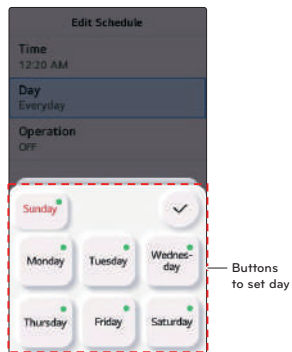 Edit Schedule
Time
12:20 AM
Day
Everyday
Operation
OFF
Sunday
Monday
Tuesday
Wednes-
day
Thursday
Friday
Saturday
Buttons
to set day